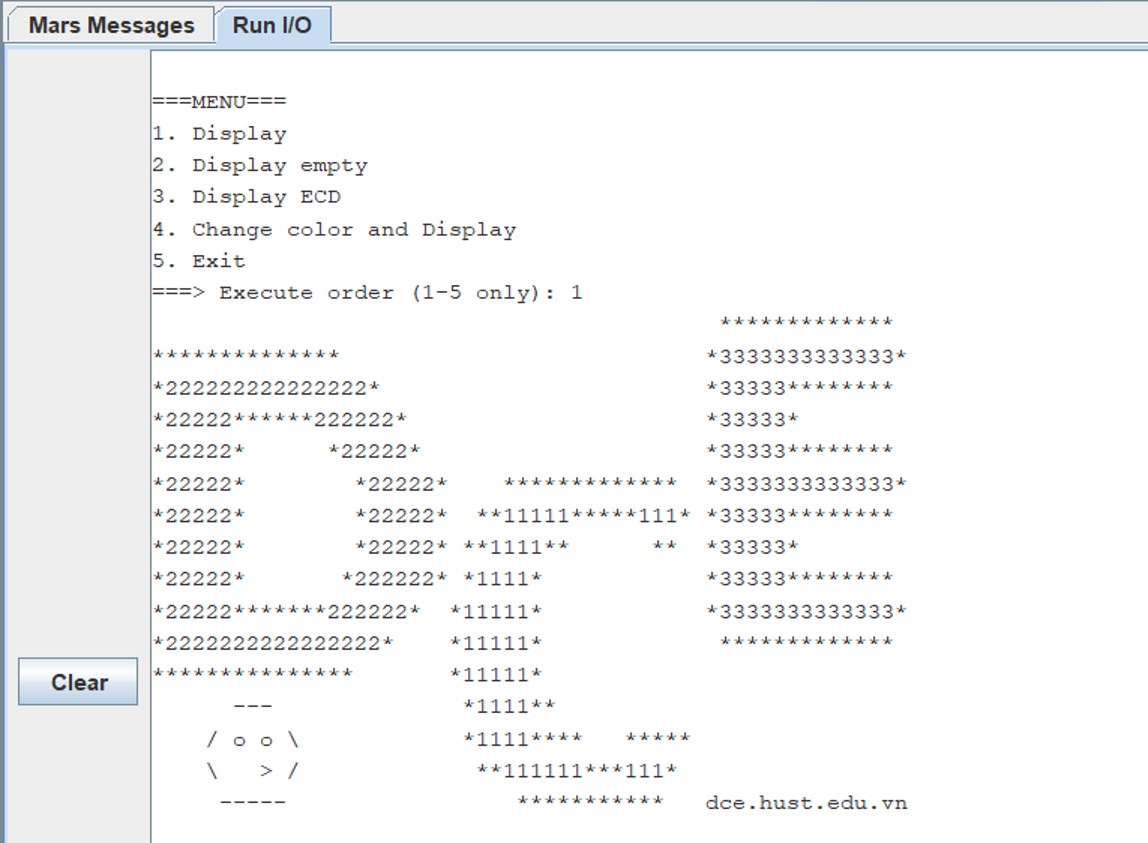 Mars Messages
Run I/O
===MENU===
1. Display
2. Display empty
3. Display ECD
4. Change color and Display
5. Exit
===> Execute order (1-5 only): 1
                                          *************
**************                           *3333333333333*
*222222222222222*                        *33333********
*22222******222222*                      *33333*
*22222*      *22222*                     *33333********
*22222*        *22222*    *************  *3333333333333*
*22222*        *22222*  **11111*****111* *33333********
*22222*        *22222* **1111**      **  *33333*
*22222*       *222222* *1111*            *33333********
*22222*******222222*  *11111*            *3333333333333*
*2222222222222222*    *11111*             *************
***************       *11111*
      ---              *1111**
    / o o \            *1111****   *****
    \   > /             **111111***111*
     -----                 ***********   dce.hust.edu.vn
Clear